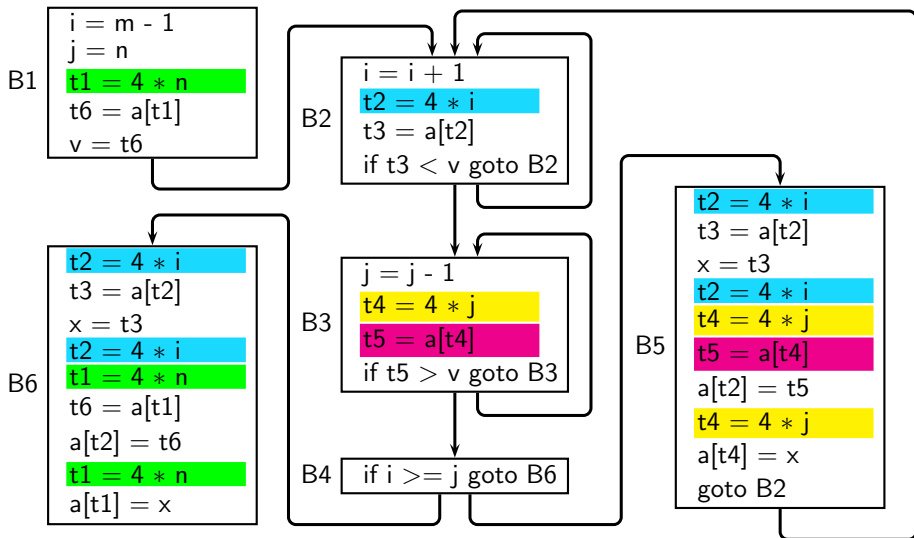 B1
i = m - 1
j = n
t1 = 4 * n
t6 = a[t1]
v = t6
B2
i = i + 1
t2 = 4 * i
t3 = a[t2]
if t3 < v goto B2
B3
j = j - 1
t4 = 4 * j
t5 = a[t4]
if t5 > v goto B3
B4
if i >= j goto B6
B5
t2 = 4 * i
t3 = a[t2]
x = t3
t2 = 4 * i
t4 = 4 * j
t5 = a[t4]
a[t2] = t5
t4 = 4 * j
a[t4] = x
goto B2
B6
t2 = 4 * i
t3 = a[t2]
x = t3
t2 = 4 * i
t1 = 4 * n
t6 = a[t1]
a[t2] = t6
t1 = 4 * n
a[t1] = x